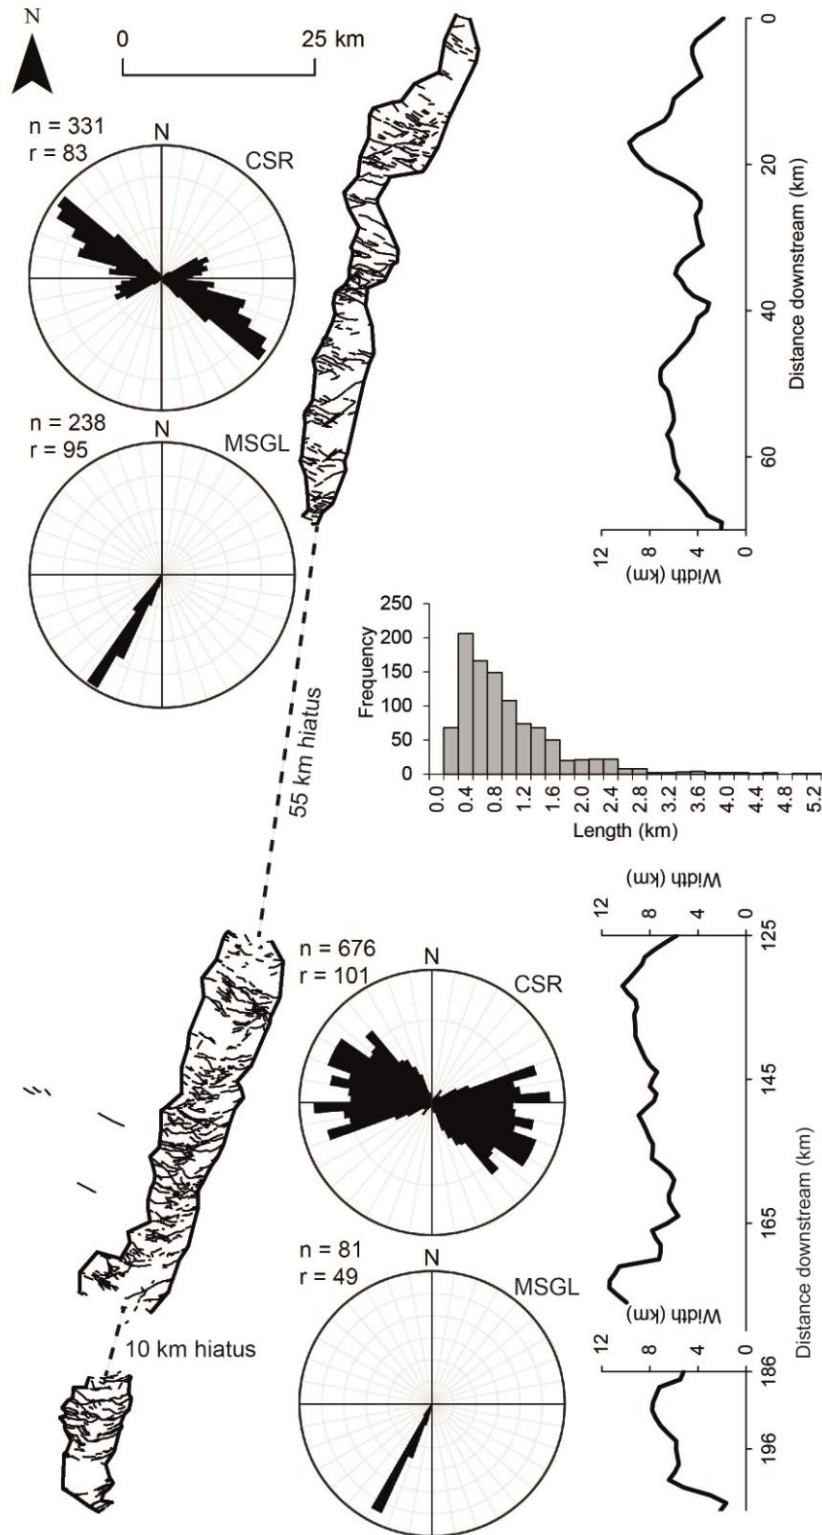 N
0 25 km
n = 331
r = 83
N
CSR
n = 238
r = 95
N
MSGL
55 km hiatus
0
20
40
60
Distance downstream (km)
12 8 4 0
Width (km)
Frequency
250
200
150
100
50
0
0.0 0.4 0.8 1.2 1.6 2.0 2.4 3.2 3.6 4.0 4.8 5.2
Length (km)
n = 676
r = 101
N
CSR
n = 81
r = 49
N
MSGL
10 km hiatus
Width (km)
12 8 4 0
125
145
165
Distance downstream (km)
Width (km)
12 8 4 0
186
196